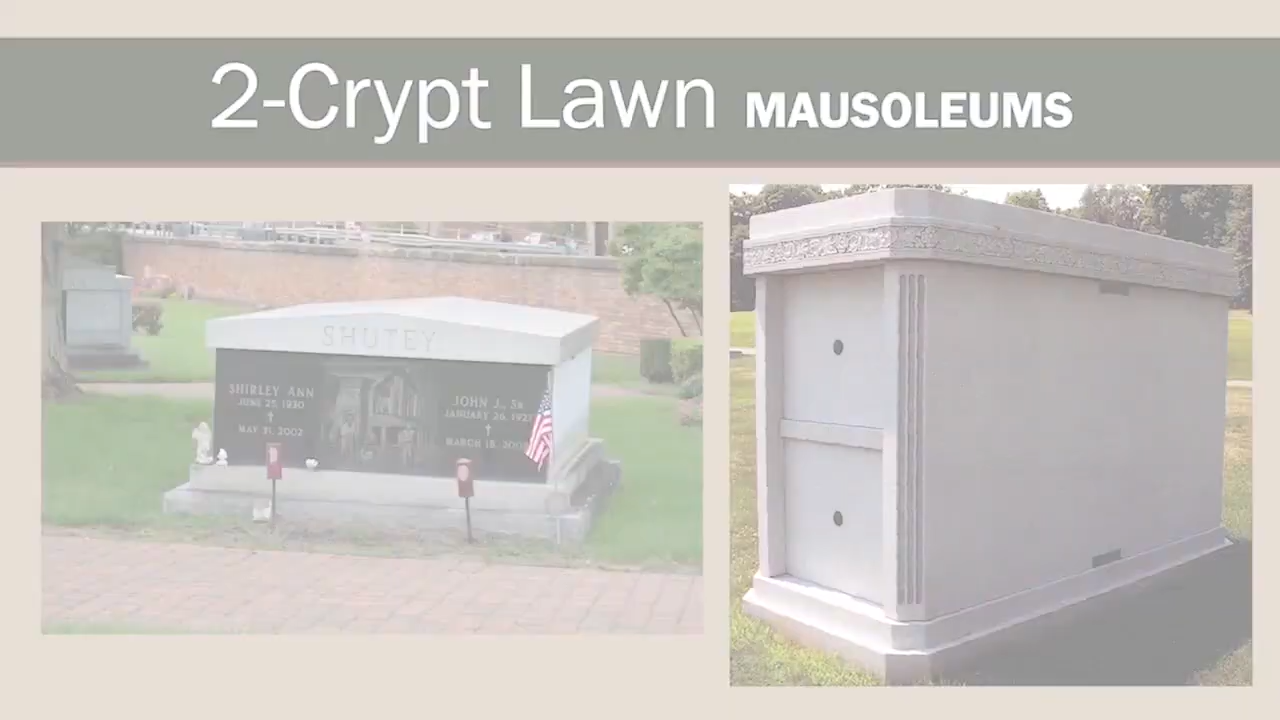 2-Crypt Lawn MAUSOLEUMS
SHUTEY
SHIRLEY ANN
JUNE 25, 1930
MAY 31, 2002
JOHN J., SR.
JANUARY 26, 192
MARCH 18, 200